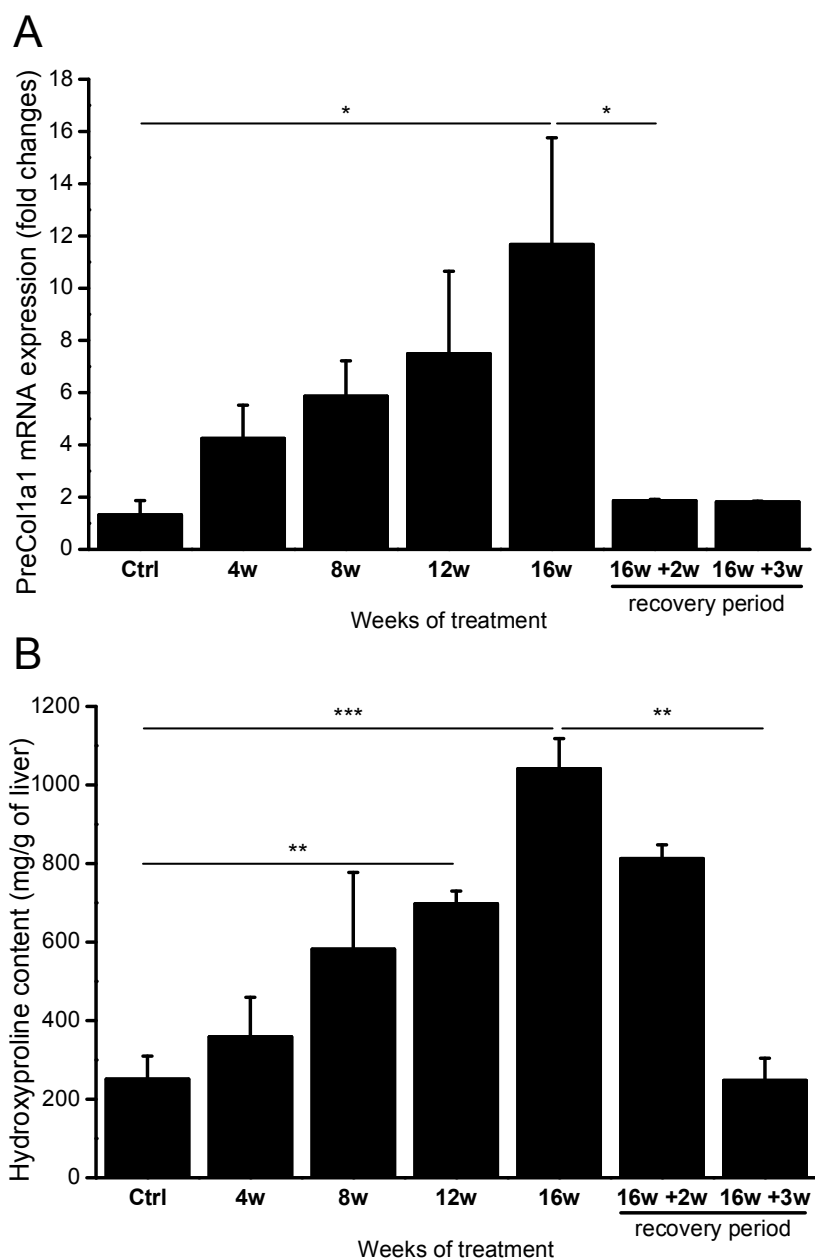 A
PreCol1a1 mRNA expression (fold changes)
18
16
14
12
10
8
6
4
2
0
* *
Ctrl 4w 8w 12w 16w 16w +2w 16w +3w
recovery period
Weeks of treatment
B
Hydroxyproline content (mg/g of liver)
1200
1000
800
600
400
200
0
*** **
**
Ctrl 4w 8w 12w 16w 16w +2w 16w +3w
recovery period
Weeks of treatment